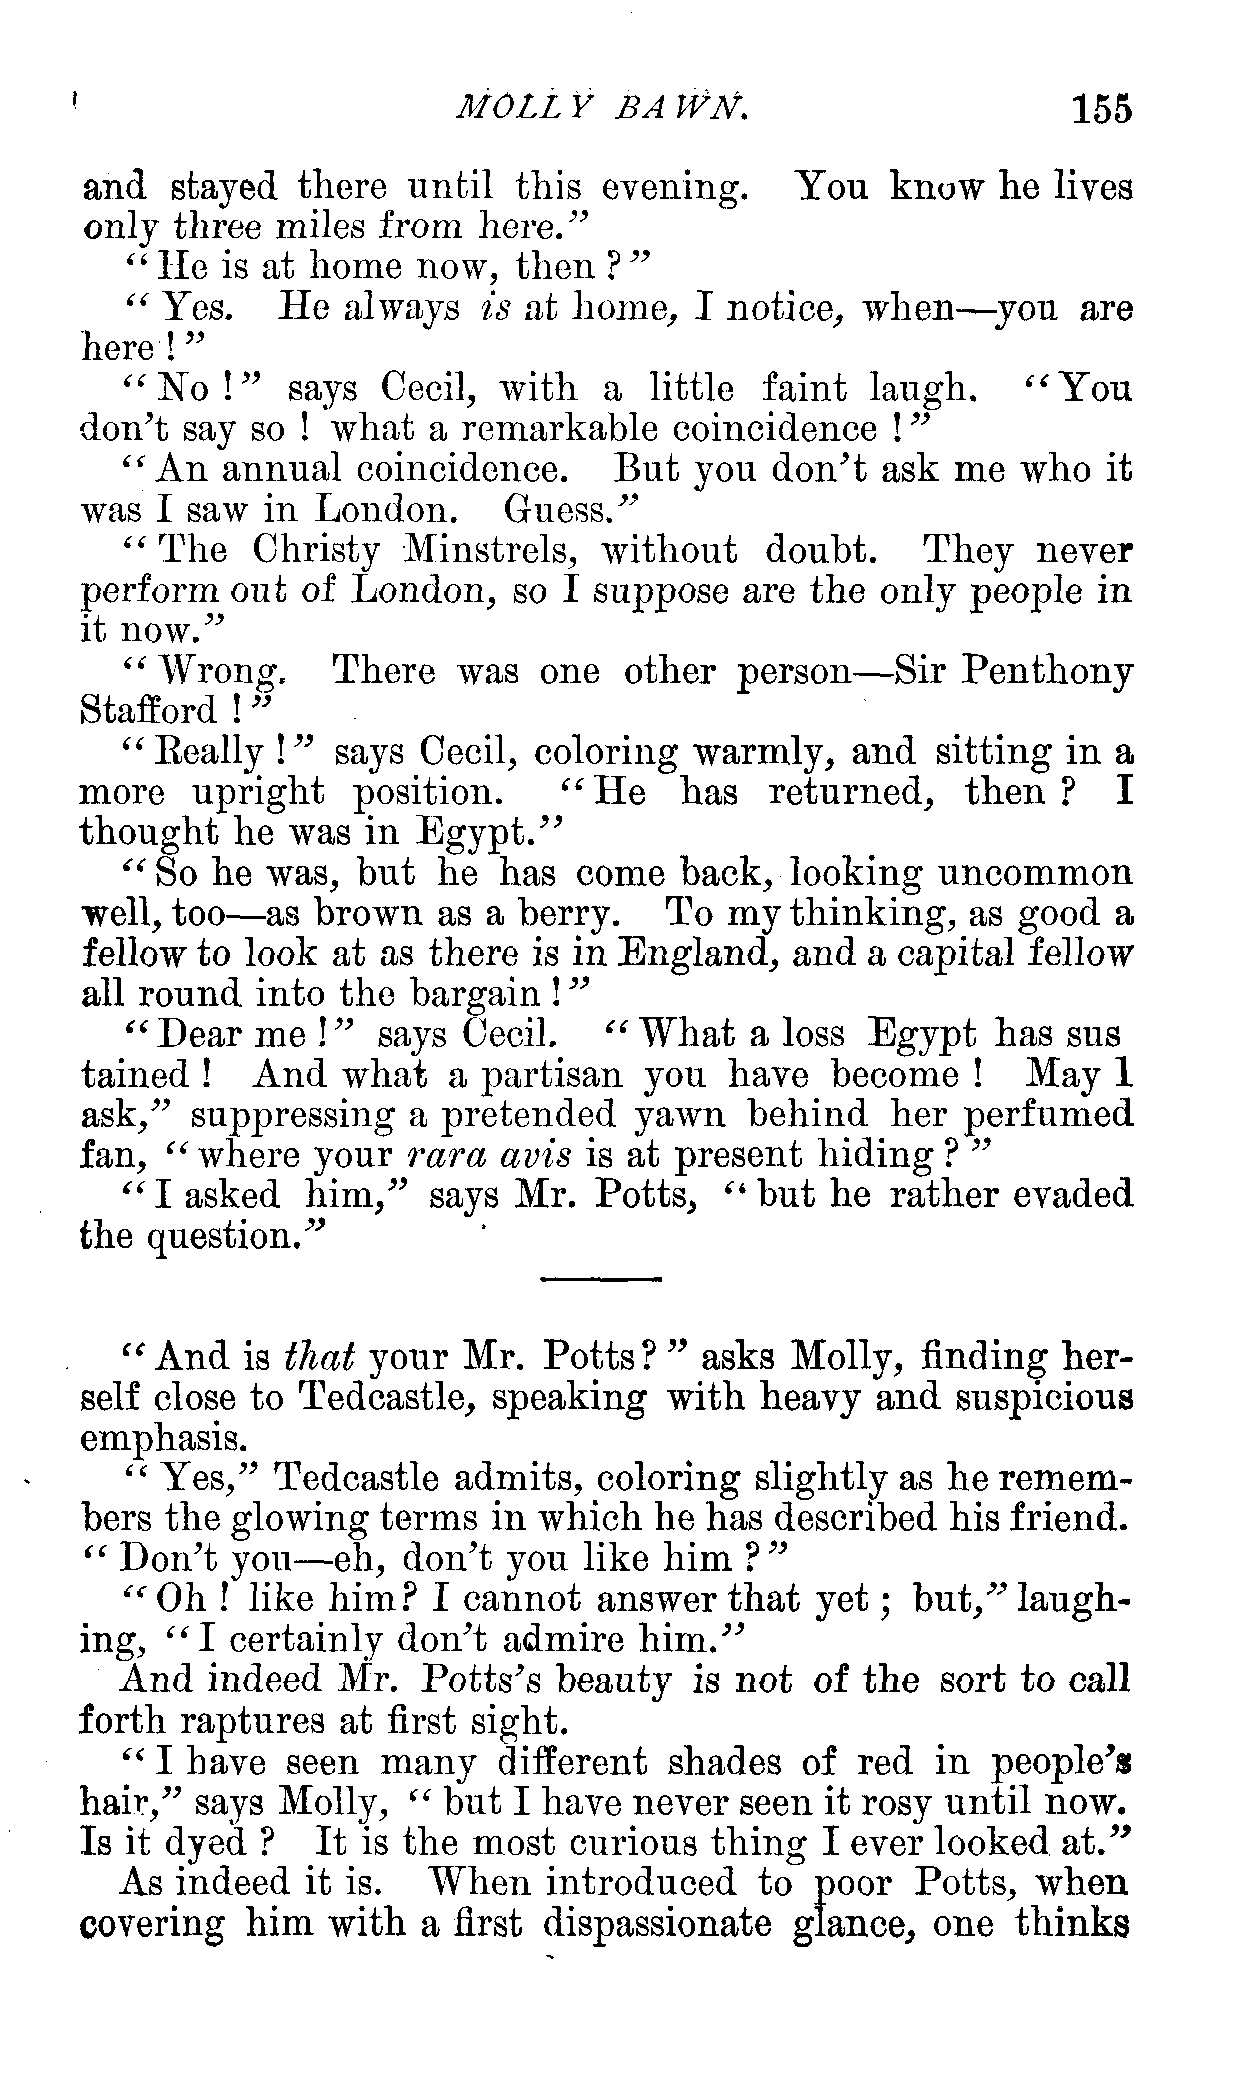 MOLLY BAWN. 155
and stayed there until this evening. You know he lives
only three miles from here."
"He is at home now, then?"
"Yes. He always is at home, I notice, when—you are
here!"
"No!" says Cecil, with a little faint laugh. "You
don't say so! what a remarkable coincidence!"
"An annual coincidence. But you don't ask me who it
was I saw in London. Guess."
"The Christy Minstrels, without doubt. They never
perform out of London, so I suppose are the only people in
it now."
"Wrong. There was one other person—Sir Penthony
Stafford!"
"Really!" says Cecil, coloring warmly, and sitting in a
more upright position. "He has returned, then? I
thought he was in Egypt."
"So he was, but he has come back, looking uncommon
well, too—as brown as a berry. To my thinking, as good a
fellow to look at as there is in England, and a capital fellow
all round into the bargain!"
"Dear me!" says Cecil. "What a loss Egypt has sus
tained! And what a partisan you have become! May I
ask," suppressing a pretended yawn behind her perfumed
fan, "where your rara avis is at present hiding?"
"I asked him," says Mr. Potts, "but he rather evaded
the question."
"And is that your Mr. Potts?" asks Molly, finding her-
self close to Tedcastle, speaking with heavy and suspicious
emphasis.
"Yes," Tedcastle admits, coloring slightly as he remem-
bers the glowing terms in which he has described his friend.
"Don't you—eh, don't you like him?"
"Oh! like him? I cannot answer that yet; but," laugh-
ing, "I certainly don't admire him."
And indeed Mr. Potts's beauty is not of the sort to call
forth raptures at first sight.
"I have seen many different shades of red in people's
hair," says Molly, "but I have never seen it rosy until now.
Is it dyed? It is the most curious thing I ever looked at."
As indeed it is. When introduced to poor Potts, when
covering him with a first dispassionate glance, one thinks